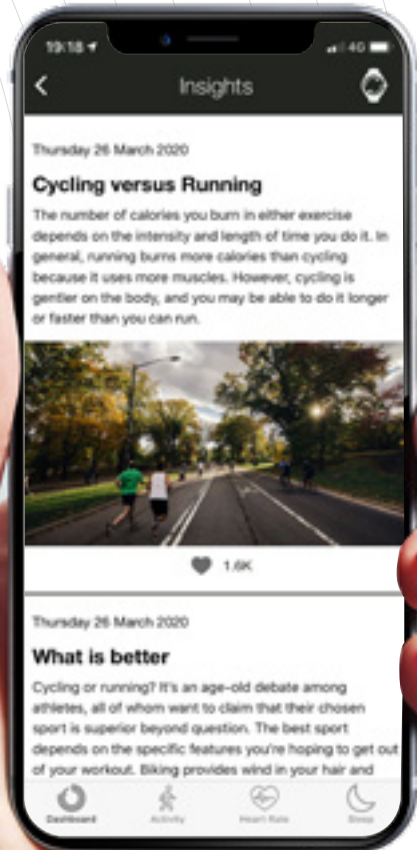 19:18
4G
Insights
Thursday 26 March 2020
Cycling versus Running
The number of calories you burn in either exercise
depends on the intensity and length of time you do it. In
general, running burns more calories than cycling
because it uses more muscles. However, cycling is
gentler on the body, and you may be able to do it longer
or faster than you can run.
1.6K
Thursday 26 March 2020
What is better
Cycling or running? It's an age-old debate among
athletes, all of whom want to claim that their chosen
sport is superior beyond question. The best sport
depends on the specific features you're hoping to get out
of your workout. Biking provides wind in your hair and
Dashboard
Activity
Heart Rate
Sleep